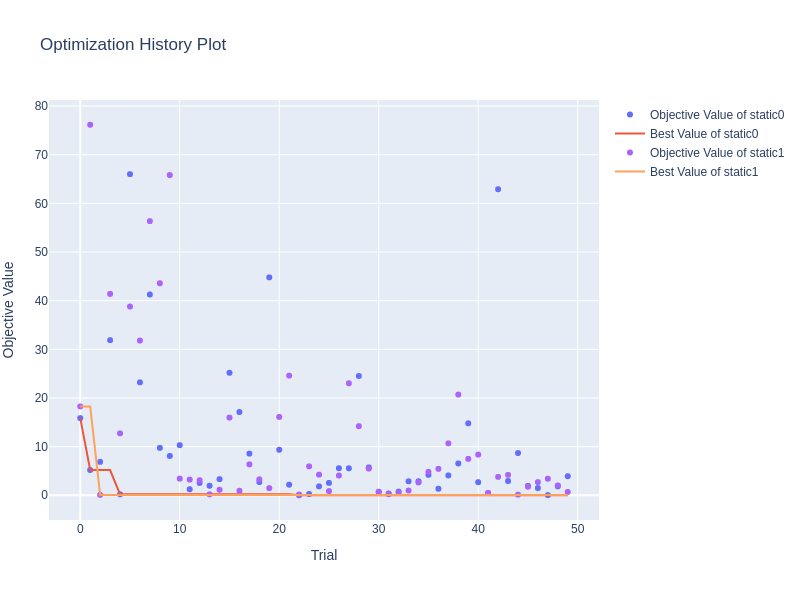 Optimization History Plot
Objective Value
80
70
60
50
40
30
20
10
0
0
10
20
30
40
50
Trial
Objective Value of static0
Best Value of static0
Objective Value of static1
Best Value of static1